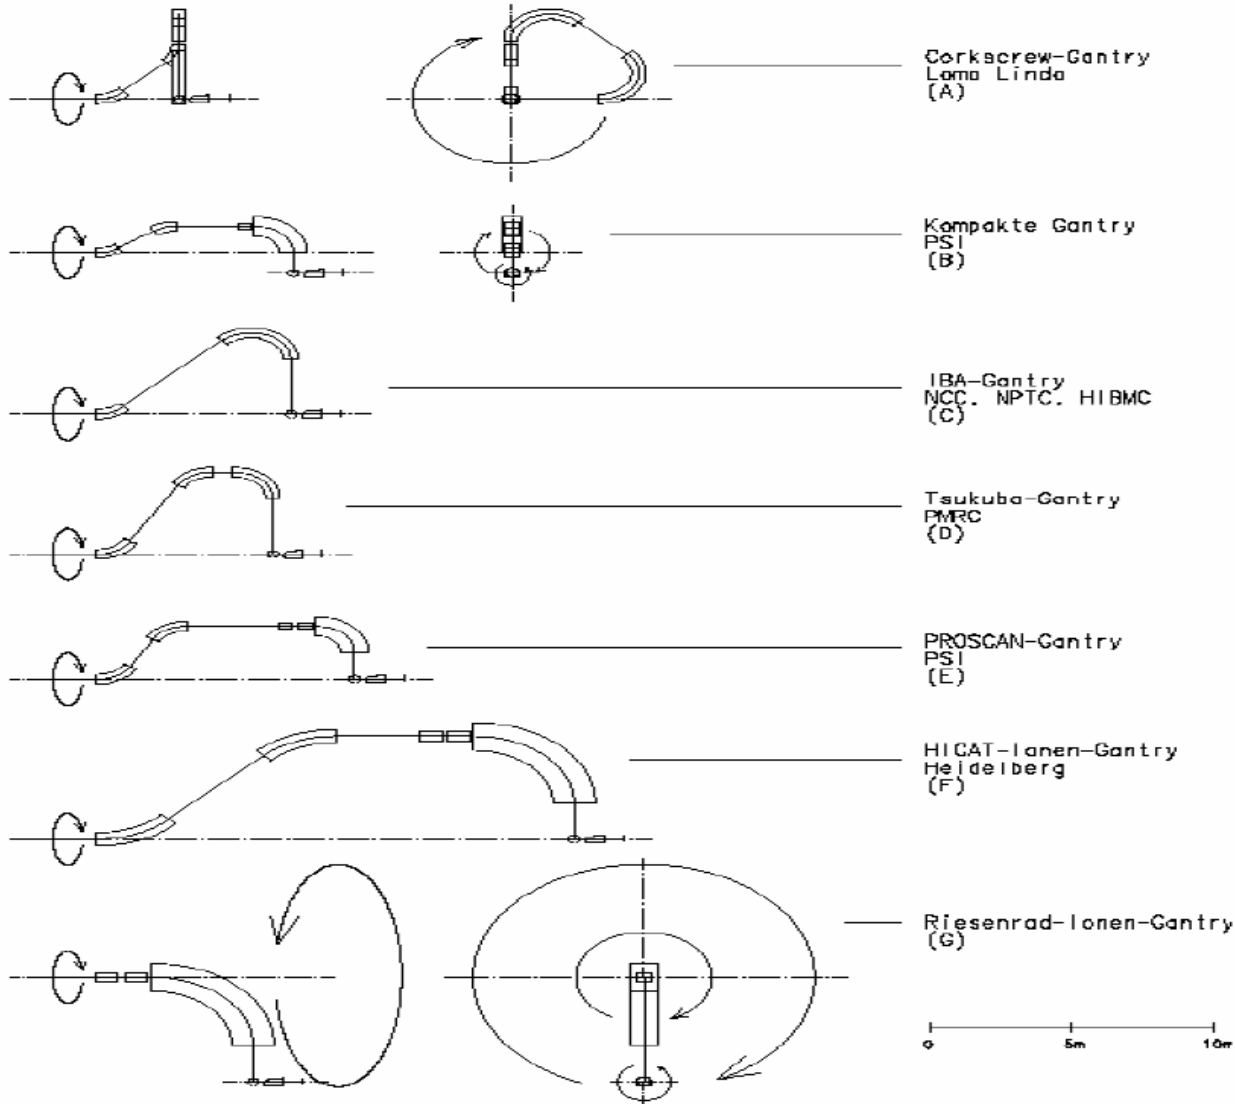 Corkscrew-Gantry
Loma Linda
(A)
Kompakte Gantry
PSI
(B)
IBA-Gantry
NCC. NPTC. HIBMC
(C)
Tsukuba-Gantry
PMRC
(D)
PROSCAN-Gantry
PSI
(E)
HICAT-Ionen-Gantry
Heidelberg
(F)
Riesenrad-Ionen-Gantry
(G)
0 5m 10m